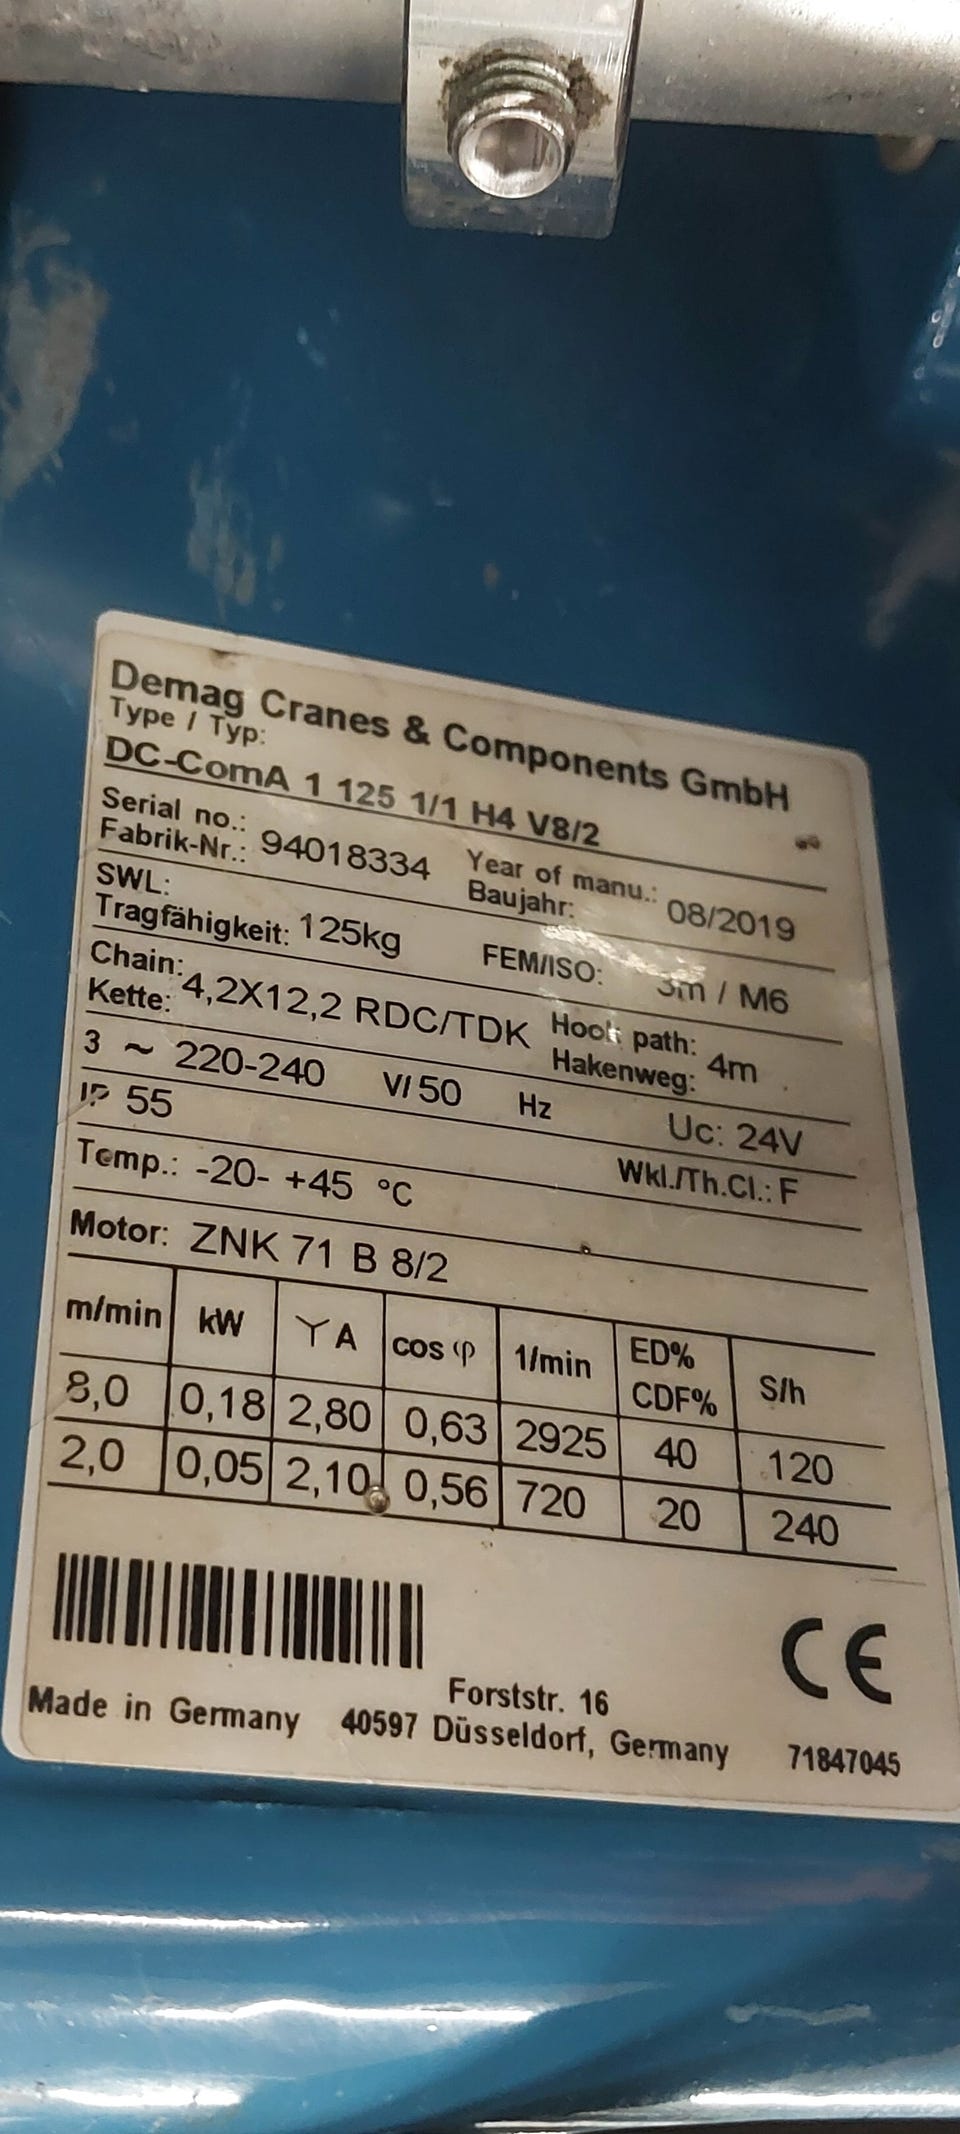 Demag Cranes & Components GmbH
Type / Typ:
DC-ComA 1 125 1/1 H4 V8/2
Serial no.:
Fabrik-Nr.: 94018334
Year of manu.:
Baujahr: 08/2019
SWL:
Tragfähigkeit: 125kg
FEM/ISO: 3m / M6
Chain:
Kette: 4,2X12,2 RDC/TDK
Hook path:
Hakenweg: 4m
3 ~ 220-240 V/ 50 Hz Uc: 24V
IP 55 Wkl./Th.Cl.: F
Temp.: -20- +45 °C
Motor: ZNK 71 B 8/2
m/min kW Y A cos φ 1/min ED% CDF% S/h
8,0 0,18 2,80 0,63 2925 40 120
2,0 0,05 2,10 0,56 720 20 240
CE
Forststr. 16
Made in Germany 40597 Düsseldorf, Germany 71847045